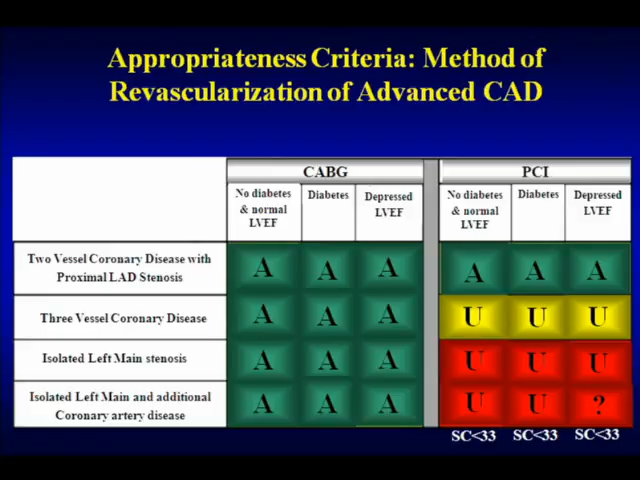 Appropriateness Criteria: Method of
Revascularization of Advanced CAD
CABG PCI
No diabetes
& normal
LVEF
Diabetes
Depressed
LVEF
No diabetes
& normal
LVEF
Diabetes
Depressed
LVEF
Two Vessel Coronary Disease with
Proximal LAD Stenosis
A A A A A A
Three Vessel Coronary Disease
A A A U U U
Isolated Left Main stenosis
A A A U U U
Isolated Left Main and additional
Coronary artery disease
A A A U U ?
SC<33 SC<33 SC<33